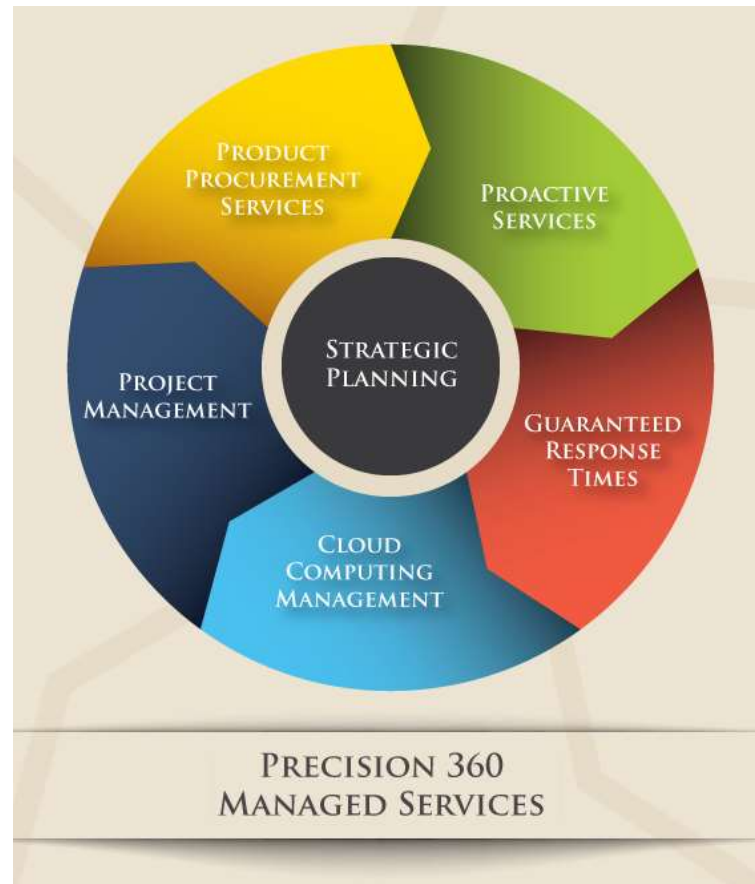 Product
Procurement
Services
Proactive
Services
Guaranteed
Response
Times
Cloud
Computing
Management
Project
Management
Strategic
Planning
Precision 360
Managed Services